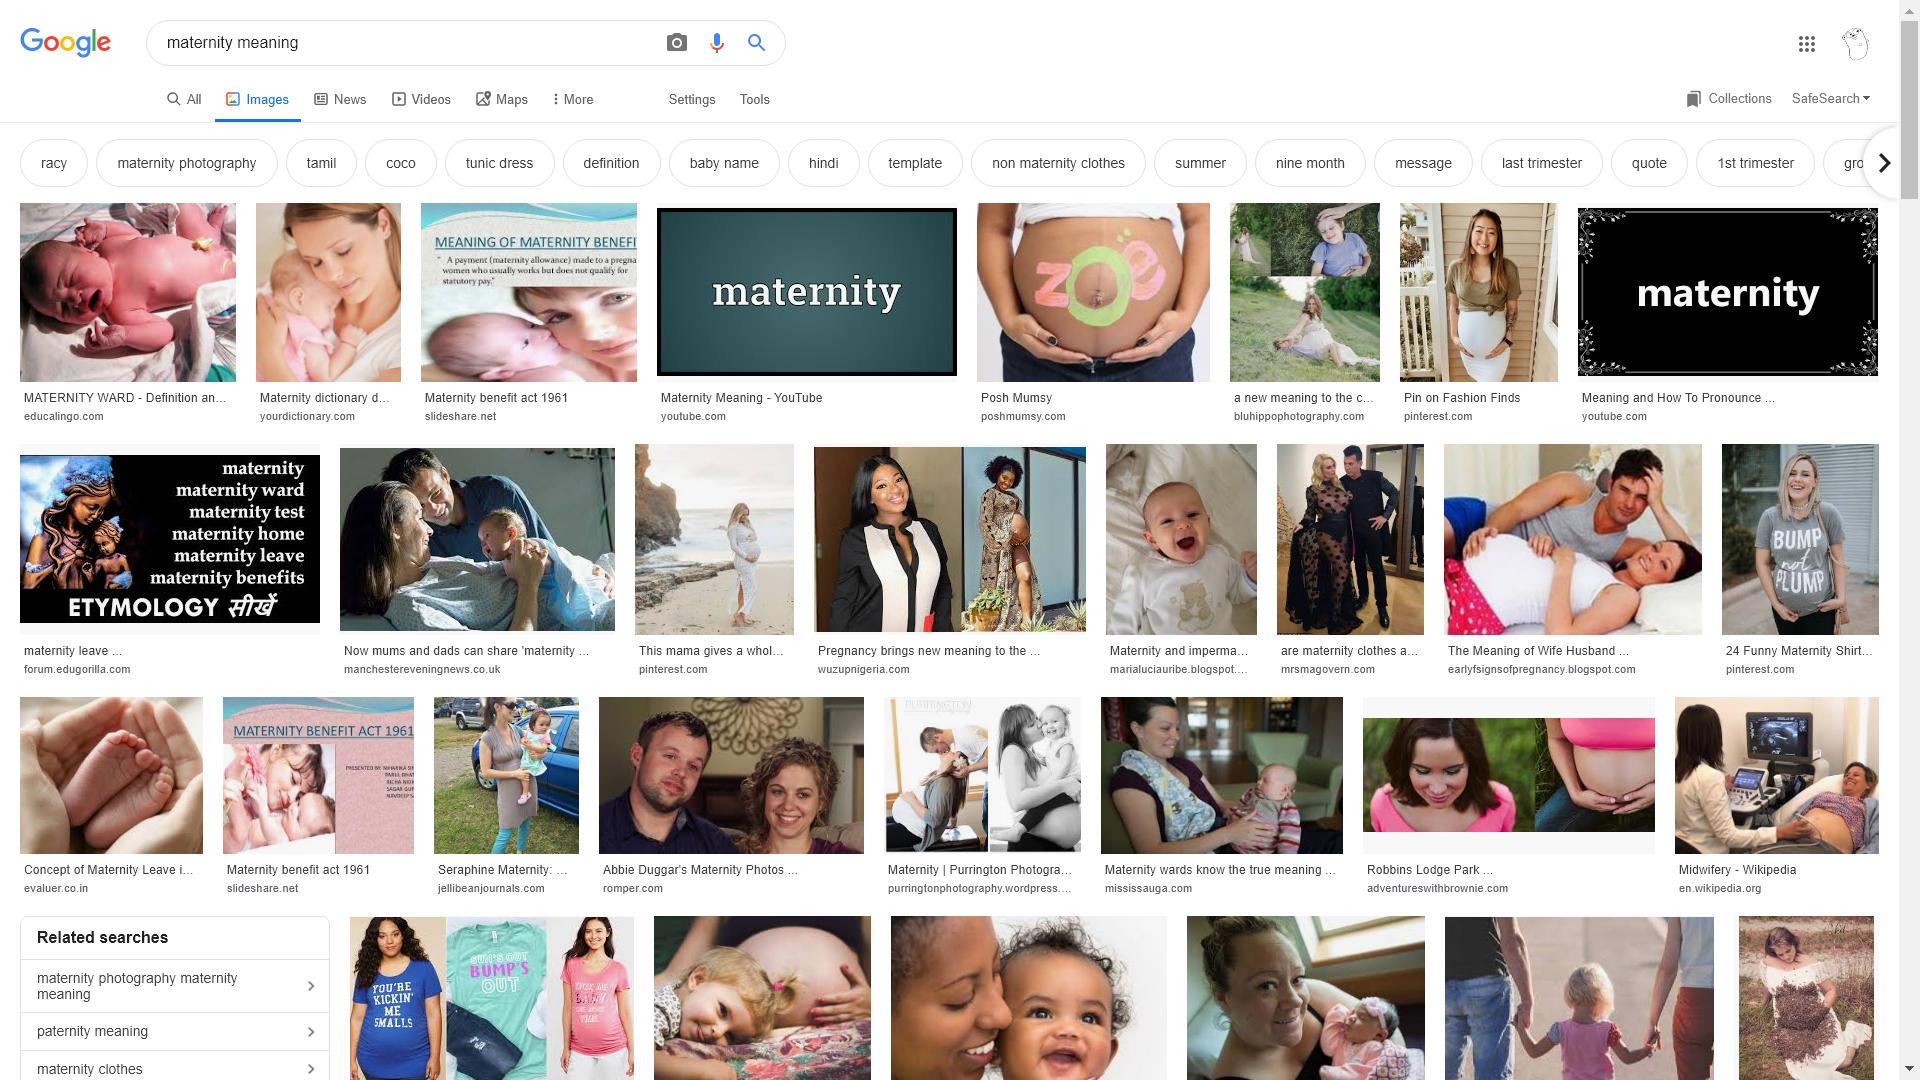 Google
maternity meaning
All
Images
News
Videos
Maps
More
Settings
Tools
Collections
SafeSearch
racy
maternity photography
tamil
coco
tunic dress
definition
baby name
hindi
template
non maternity clothes
summer
nine month
message
last trimester
quote
1st trimester
gro
MEANING OF MATERNITY BENEFI
" A payment (maternity allowance) made to a pregna
women who usually works but does not qualify for
statutory pay."
maternity
zoe
maternity
MATERNITY WARD - Definition an...
educalingo.com
Maternity dictionary d...
yourdictionary.com
Maternity benefit act 1961
slideshare.net
Maternity Meaning - YouTube
youtube.com
Posh Mumsy
poshmumsy.com
a new meaning to the c...
bluhippophotography.com
Pin on Fashion Finds
pinterest.com
Meaning and How To Pronounce ...
youtube.com
maternity
maternity ward
maternity test
maternity home
maternity leave
maternity benefits
ETYMOLOGY सीखें
BUMP
not
PLUMP
maternity leave ...
forum.edugorilla.com
Now mums and dads can share 'maternity ...
manchestereveningnews.co.uk
This mama gives a whol...
pinterest.com
Pregnancy brings new meaning to the ...
wuzupnigeria.com
Maternity and imperma...
marialuciauribe.blogspot....
are maternity clothes a...
mrsmagovern.com
The Meaning of Wife Husband ...
earlyfsignsofpregnancy.blogspot.com
24 Funny Maternity Shirt...
pinterest.com
MATERNITY BENEFIT ACT 1961
PURRINGTON
Concept of Maternity Leave i...
evaluer.co.in
Maternity benefit act 1961
slideshare.net
Seraphine Maternity: ...
jellibeanjournals.com
Abbie Duggar's Maternity Photos ...
romper.com
Maternity | Purrington Photogra...
purringtonphotography.wordpress....
Maternity wards know the true meaning ...
mississauga.com
Robbins Lodge Park ...
adventureswithbrownie.com
Midwifery - Wikipedia
en.wikipedia.org
Related searches
maternity photography maternity
meaning
paternity meaning
maternity clothes
YOU'RE
KICKIN'
ME
SMALLS
SUN'S OUT
BUMP'S
OUT